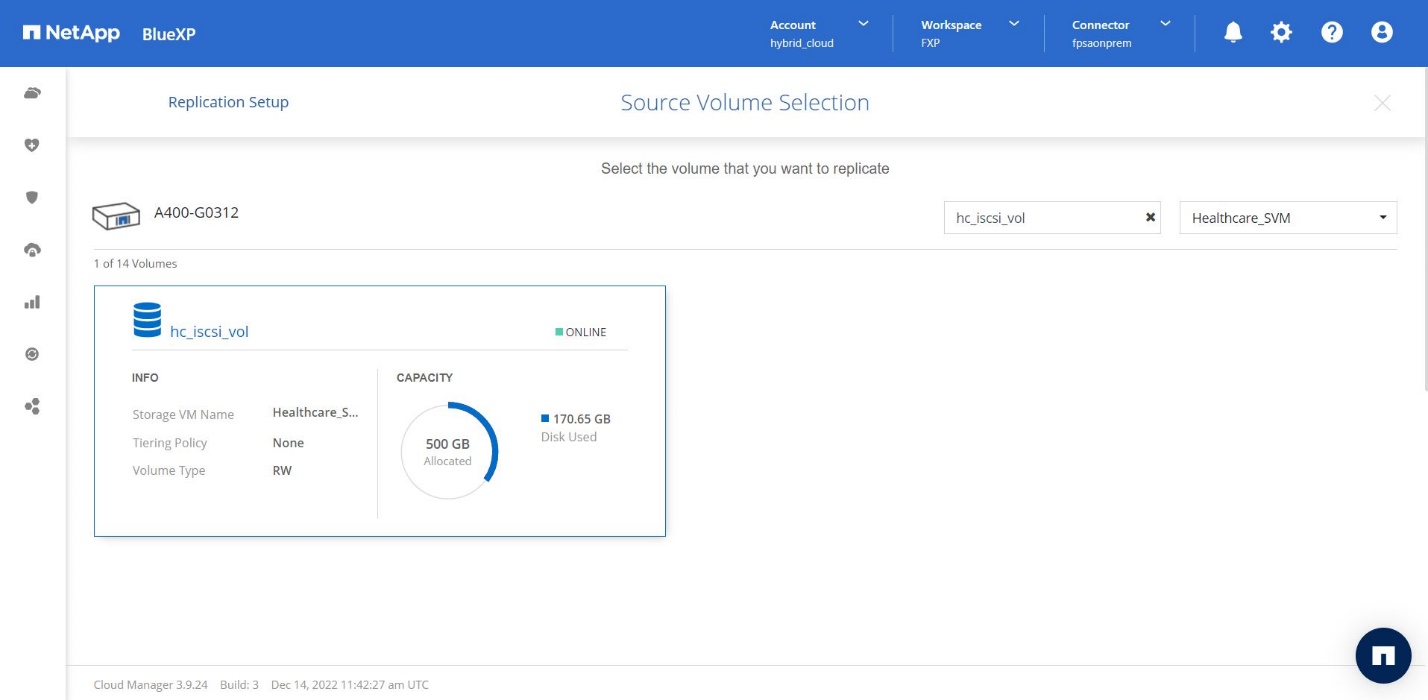 NetApp BlueXP
Account
hybrid_cloud
Workspace
FXP
Connector
fpsaonprem
Replication Setup
Source Volume Selection
Select the volume that you want to replicate
A400-G0312
hc_iscsi_vol
Healthcare_SVM
1 of 14 Volumes
hc_iscsi_vol
ONLINE
INFO
Storage VM Name Healthcare_S...
Tiering Policy None
Volume Type RW
CAPACITY
500 GB
Allocated
170.65 GB
Disk Used
Cloud Manager 3.9.24 Build: 3 Dec 14, 2022 11:42:27 am UTC